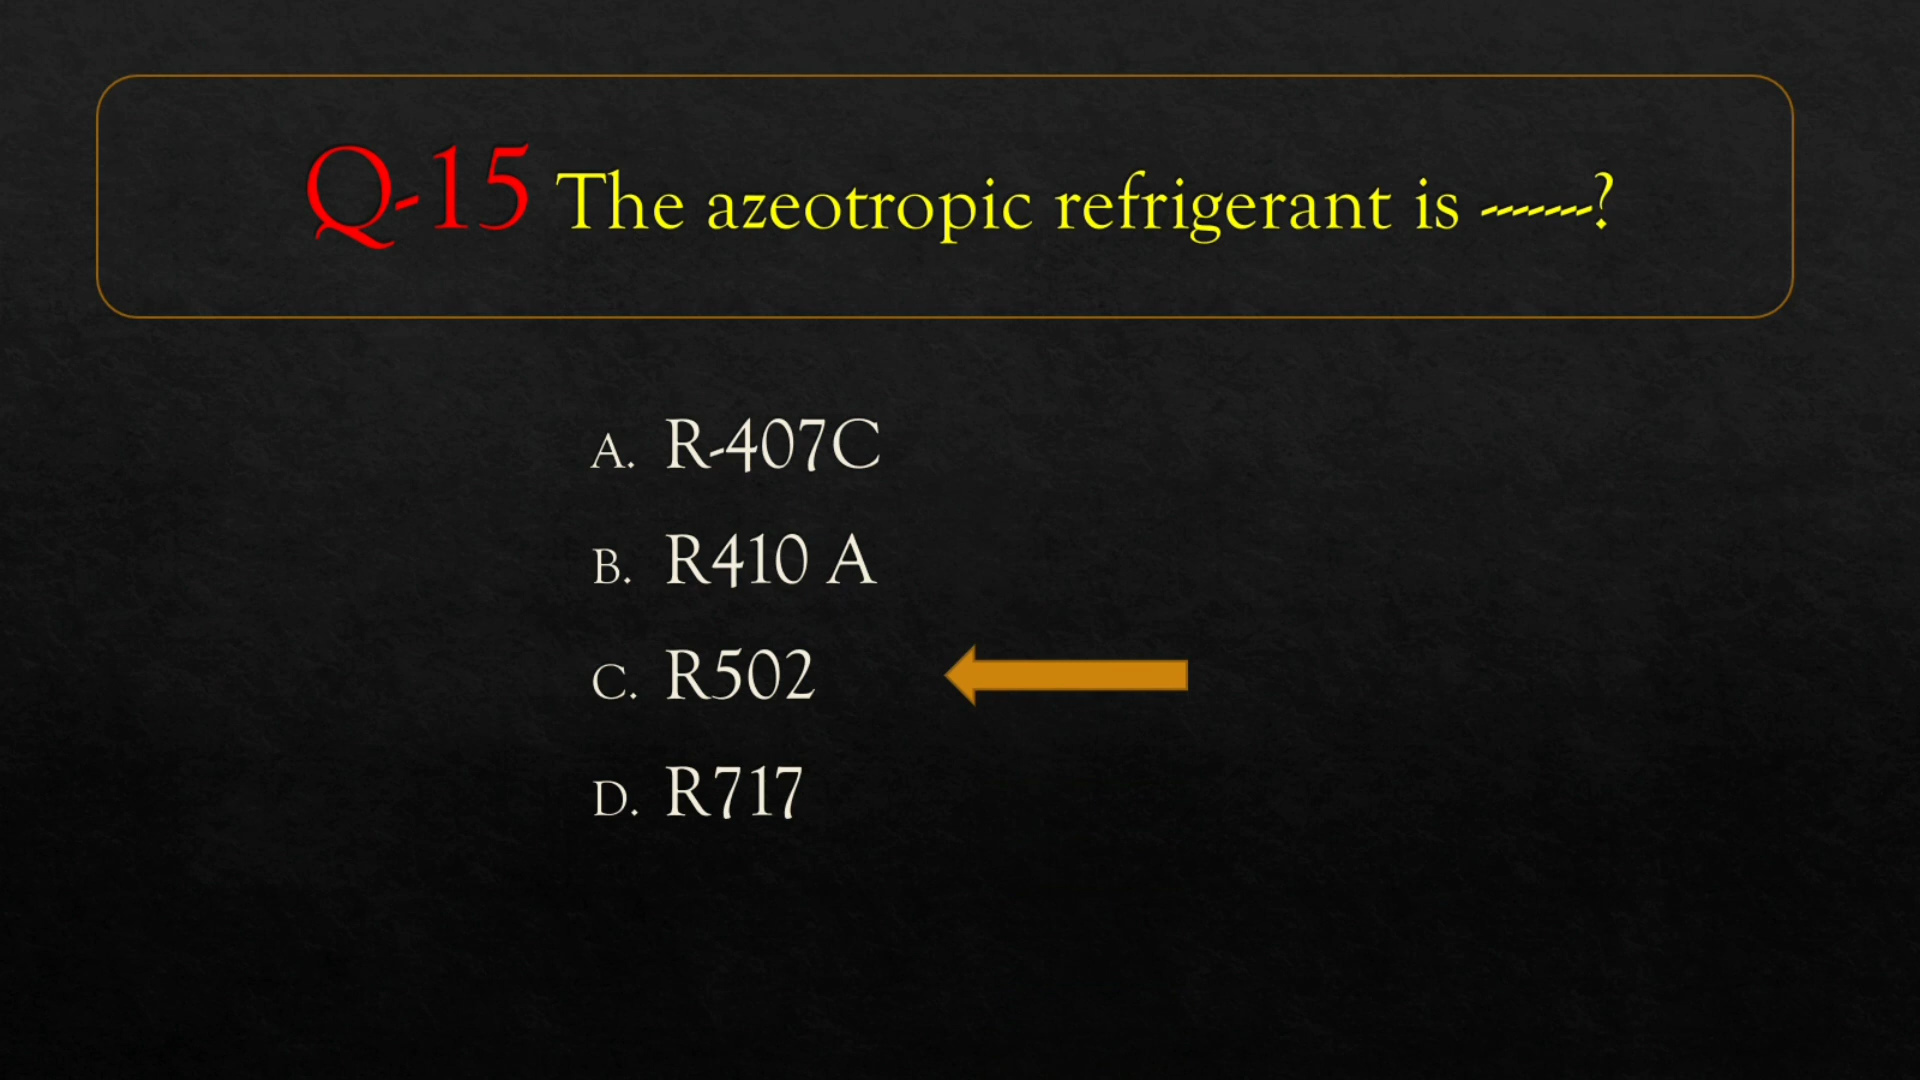 Q-15 The azeotropic refrigerant is -------?
A. R-407C
B. R410 A
C. R502
D. R717